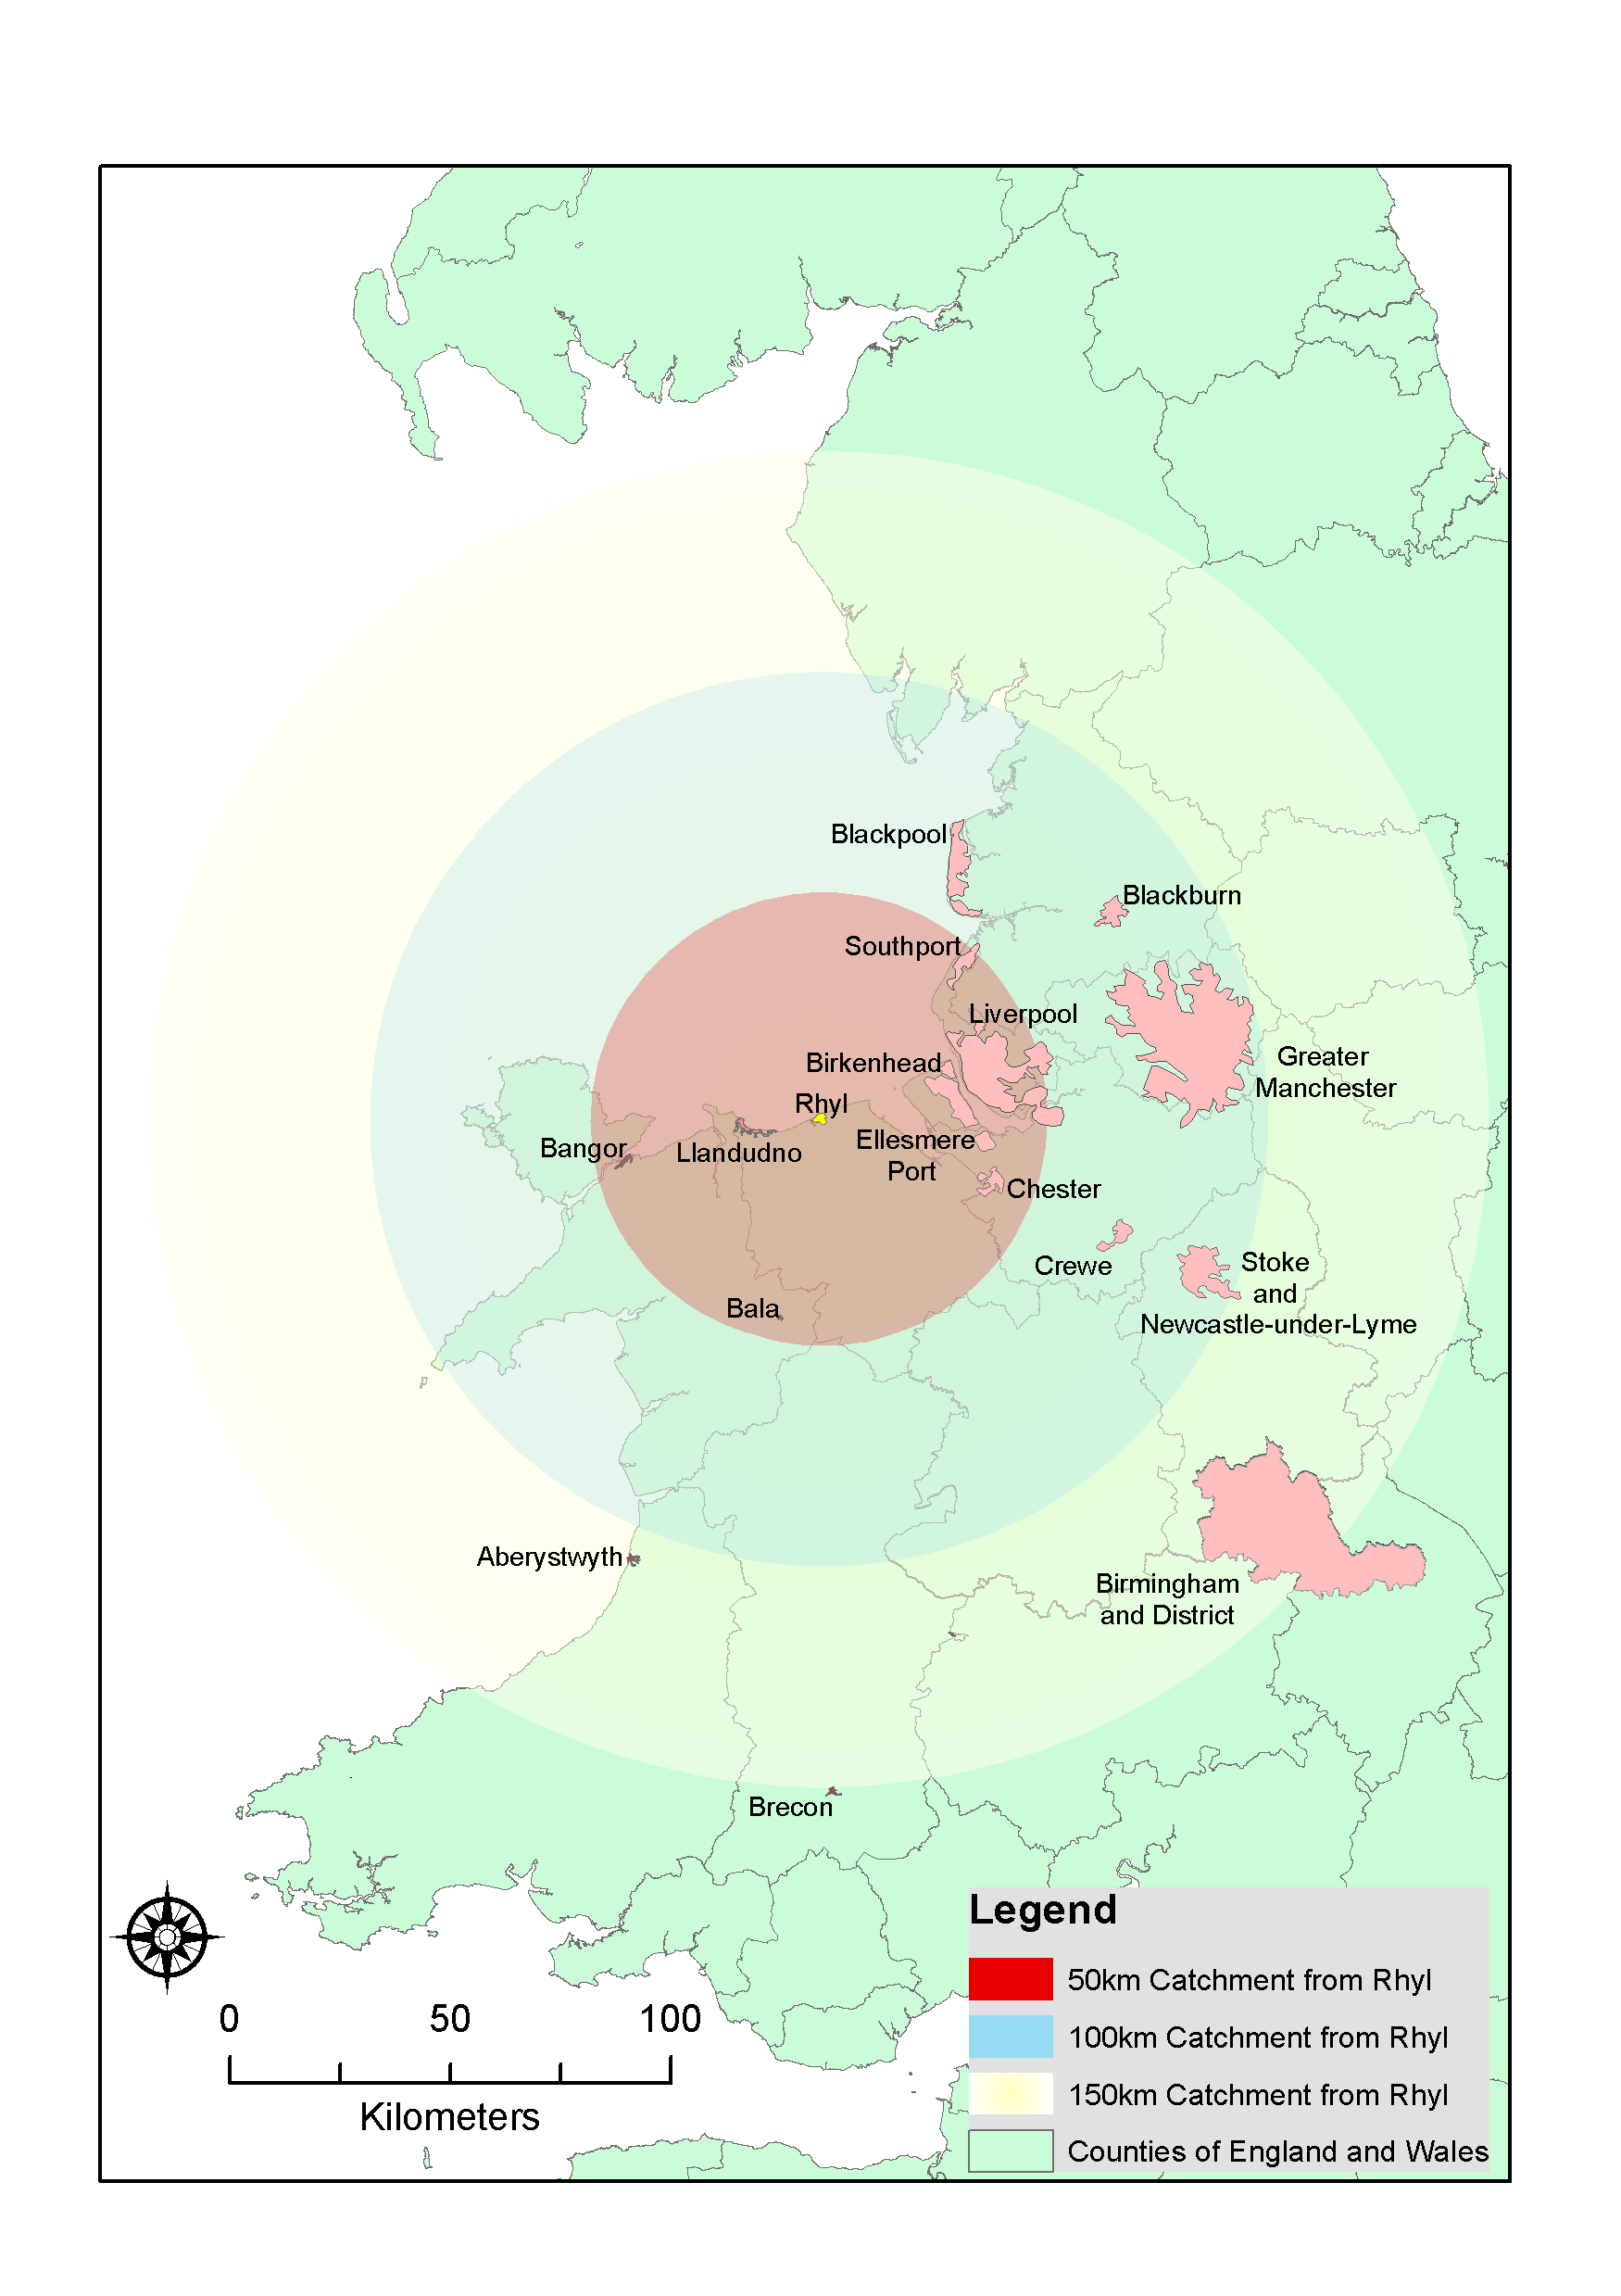 Blackpool
Blackburn
Southport
Liverpool
Greater
Manchester
Birkenhead
Rhyl
Ellesmere
Port
Bangor
Llandudno
Chester
Crewe
Stoke
and
Newcastle-under-Lyme
Bala
Aberystwyth
Birmingham
and District
Brecon
Legend
50km Catchment from Rhyl
100km Catchment from Rhyl
150km Catchment from Rhyl
Counties of England and Wales
0 50 100
Kilometers